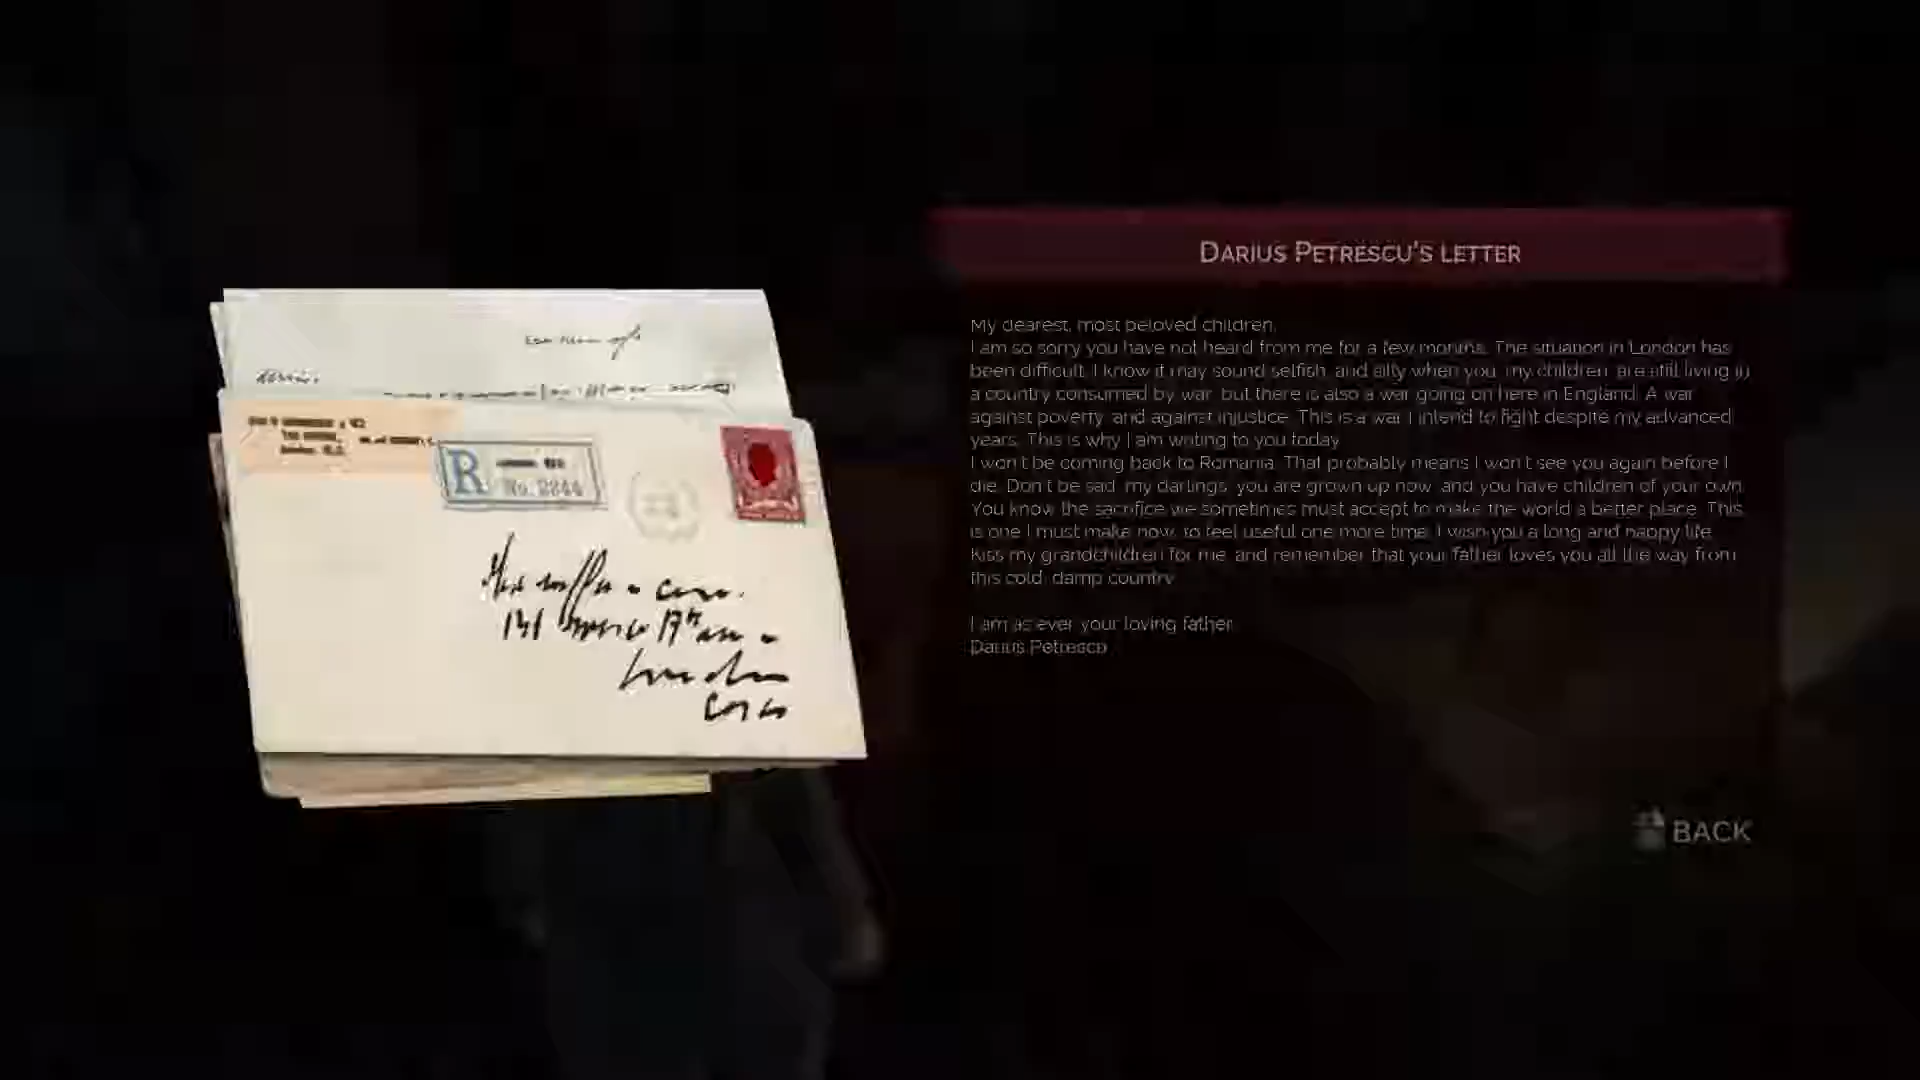 DARIUS PETRESCU'S LETTER
My dearest, most beloved children,
I am so sorry you have not heard from me for a few months. The situation in London has
been difficult. I know it may sound selfish, and silly when you, my children, are still living in
a country consumed by war, but there is also a war going on here in England. A war
against poverty, and against injustice. This is a war I intend to fight despite my advanced
years. This is why I am writing to you today.
I won't be coming back to Romania. That probably means I won't see you again before I
die. Don't be sad, my darlings, you are grown up now, and you have children of your own.
You know the sacrifice we sometimes must accept to make the world a better place. This
is one I must make now, to feel useful one more time. I wish you a long and happy life.
Kiss my grandchildren for me, and remember that your father loves you all the way from
this cold, damp country.
I am as ever your loving father,
Darius Petrescu
R
No. 2244
BACK